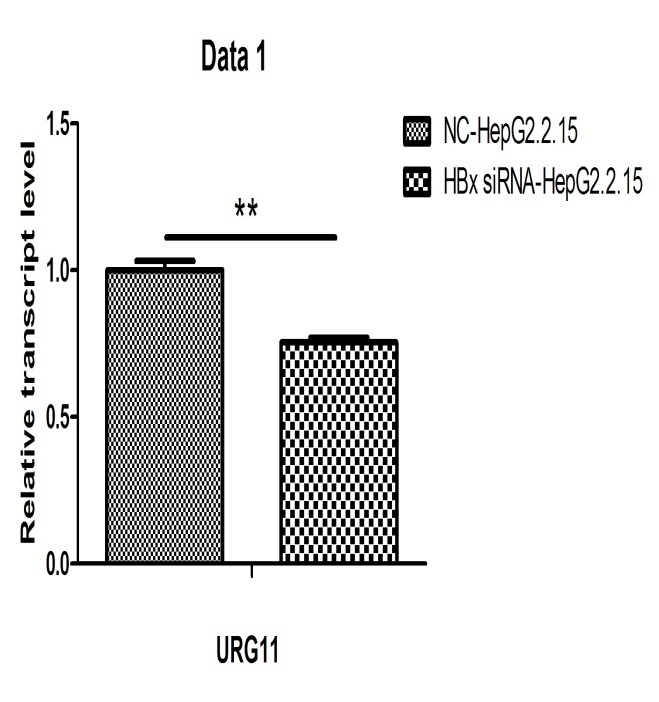 Data 1
NC-HepG2.2.15
HBx siRNA-HepG2.2.15
Relative transcript level
1.5
1.0
0.5
0.0
**
URG11